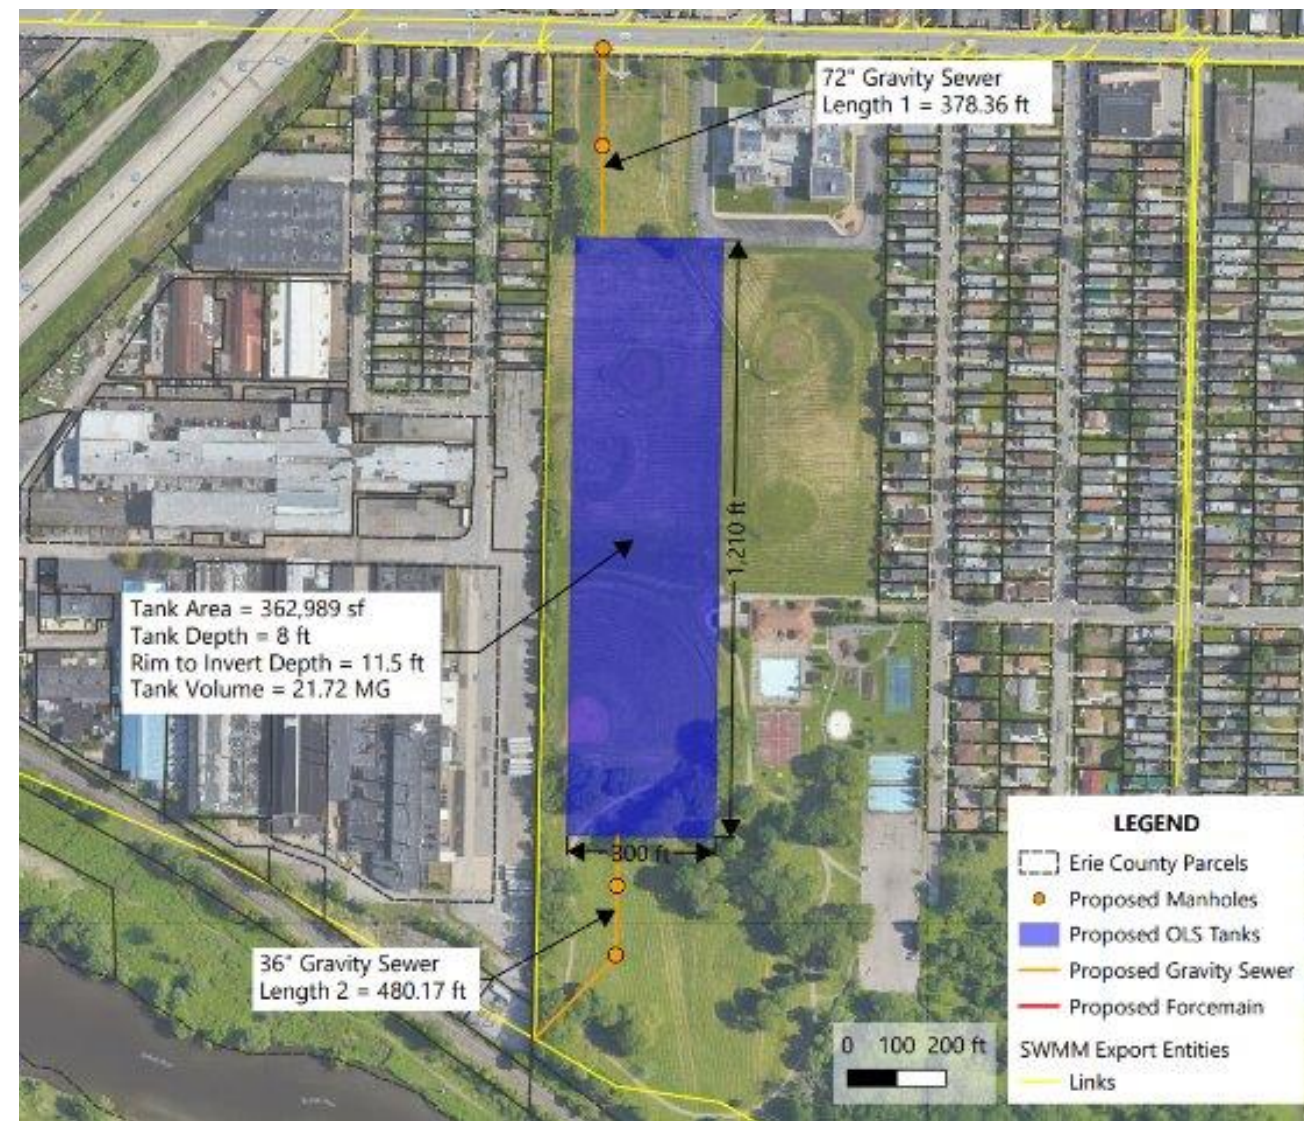 72" Gravity Sewer
Length 1 = 378.36 ft
1,210 ft
Tank Area = 362,989 sf
Tank Depth = 8 ft
Rim to Invert Depth = 11.5 ft
Tank Volume = 21.72 MG
300 ft
36" Gravity Sewer
Length 2 = 480.17 ft
0 100 200 ft
LEGEND
Erie County Parcels
Proposed Manholes
Proposed OLS Tanks
Proposed Gravity Sewer
Proposed Forcemain
SWMM Export Entities
Links